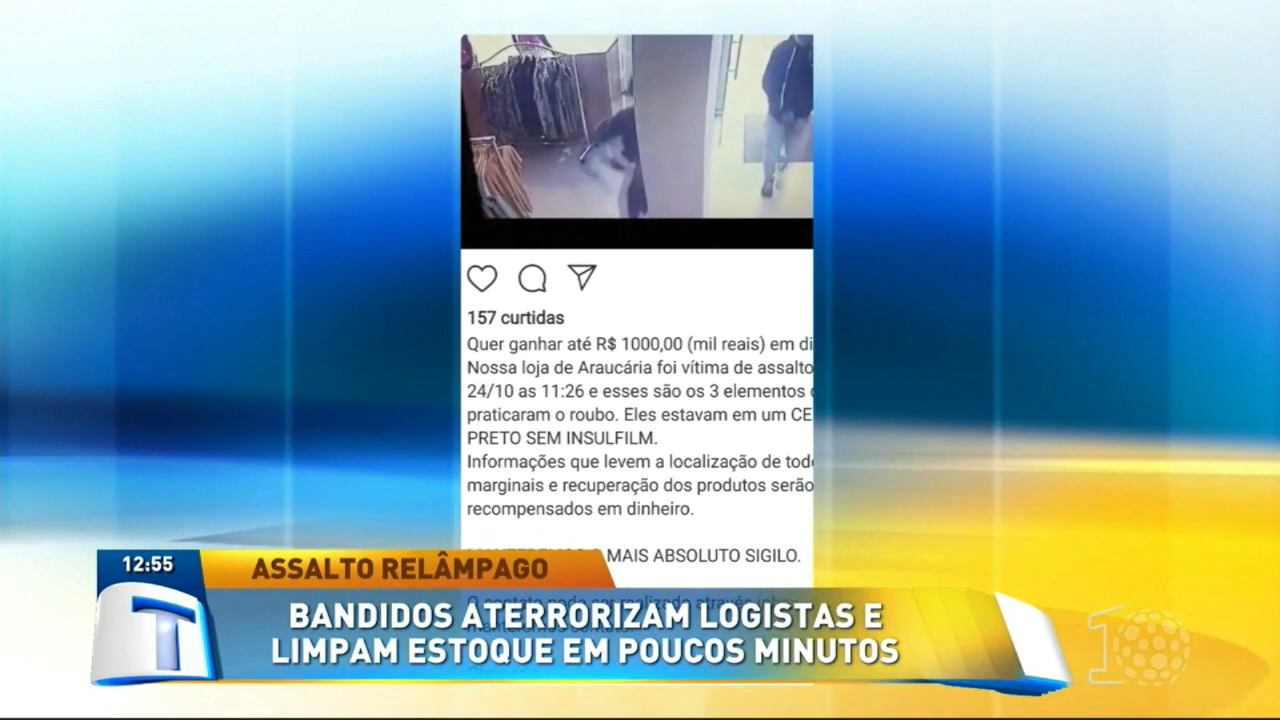 157 curtidas
Quer ganhar até R$ 1000,00 (mil reais) em di
Nossa loja de Araucária foi vítima de assalto
24/10 as 11:26 e esses são os 3 elementos
praticaram o roubo. Eles estavam em um CE
PRETO SEM INSULFILM.
Informações que levem a localização de tod
marginais e recuperação dos produtos serão
recompensados em dinheiro.
MAIS ABSOLUTO SIGILO.
12:55
ASSALTO RELÂMPAGO
T
BANDIDOS ATERRORIZAM LOGISTAS E
LIMPAM ESTOQUE EM POUCOS MINUTOS
10